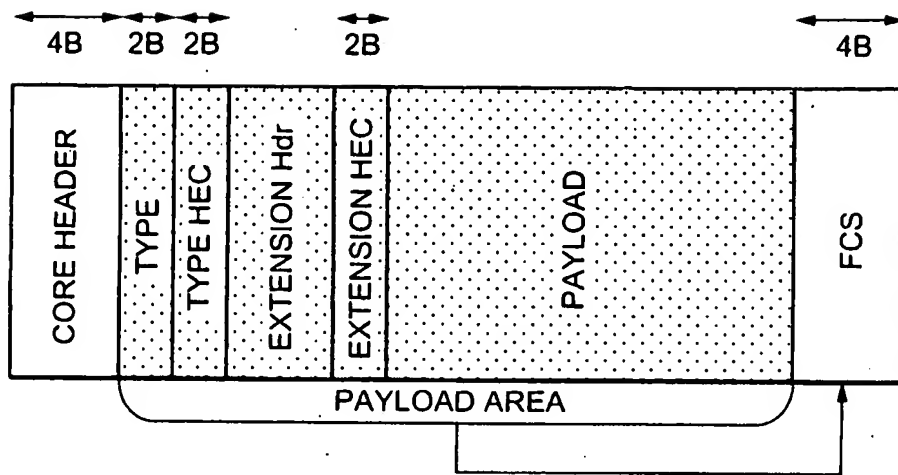 4B
2B
2B
2B
4B
CORE HEADER
TYPE
TYPE HEC
EXTENSION Hdr
EXTENSION HEC
PAYLOAD
FCS
PAYLOAD AREA